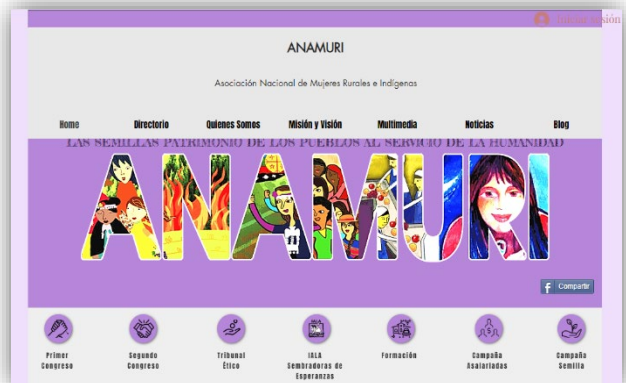 Iniciar sesión
ANAMURI
Asociación Nacional de Mujeres Rurales e Indígenas
Home Directorio Quienes Somos Misión y Visión Multimedia Noticias Blog
LAS SEMILLAS PATRIMONIO DE LOS PUEBLOS AL SERVICIO DE LA HUMANIDAD
ANAMURI
f Compartir
Primer Congreso
Segundo Congreso
Tribunal Ético
IALA Sembradoras de Esperanzas
Formación
Campaña Asalariadas
Campaña Semilla